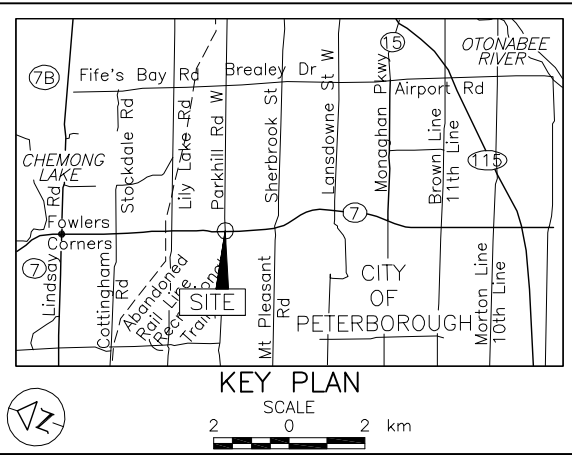 7B
Fife's Bay Rd
Brealey Dr
15
OTONABEE
RIVER
Airport Rd
CHEMONG
LAKE
Stockdale Rd
Lily Lake Rd
Parkhill Rd W
Sherbrook St
Lansdowne St W
Monaghan Pkwy
Brown Line
11th Line
115
Fowlers
Corners
7
7
Lindsay Rd
Cottingham
Rd
Abandoned
Rail Line
(Recreational
Trail)
SITE
Mt Pleasant
Rd
CITY
OF
PETERBOROUGH
Morton Line
10th Line
KEY PLAN
SCALE
2 0 2 km
N